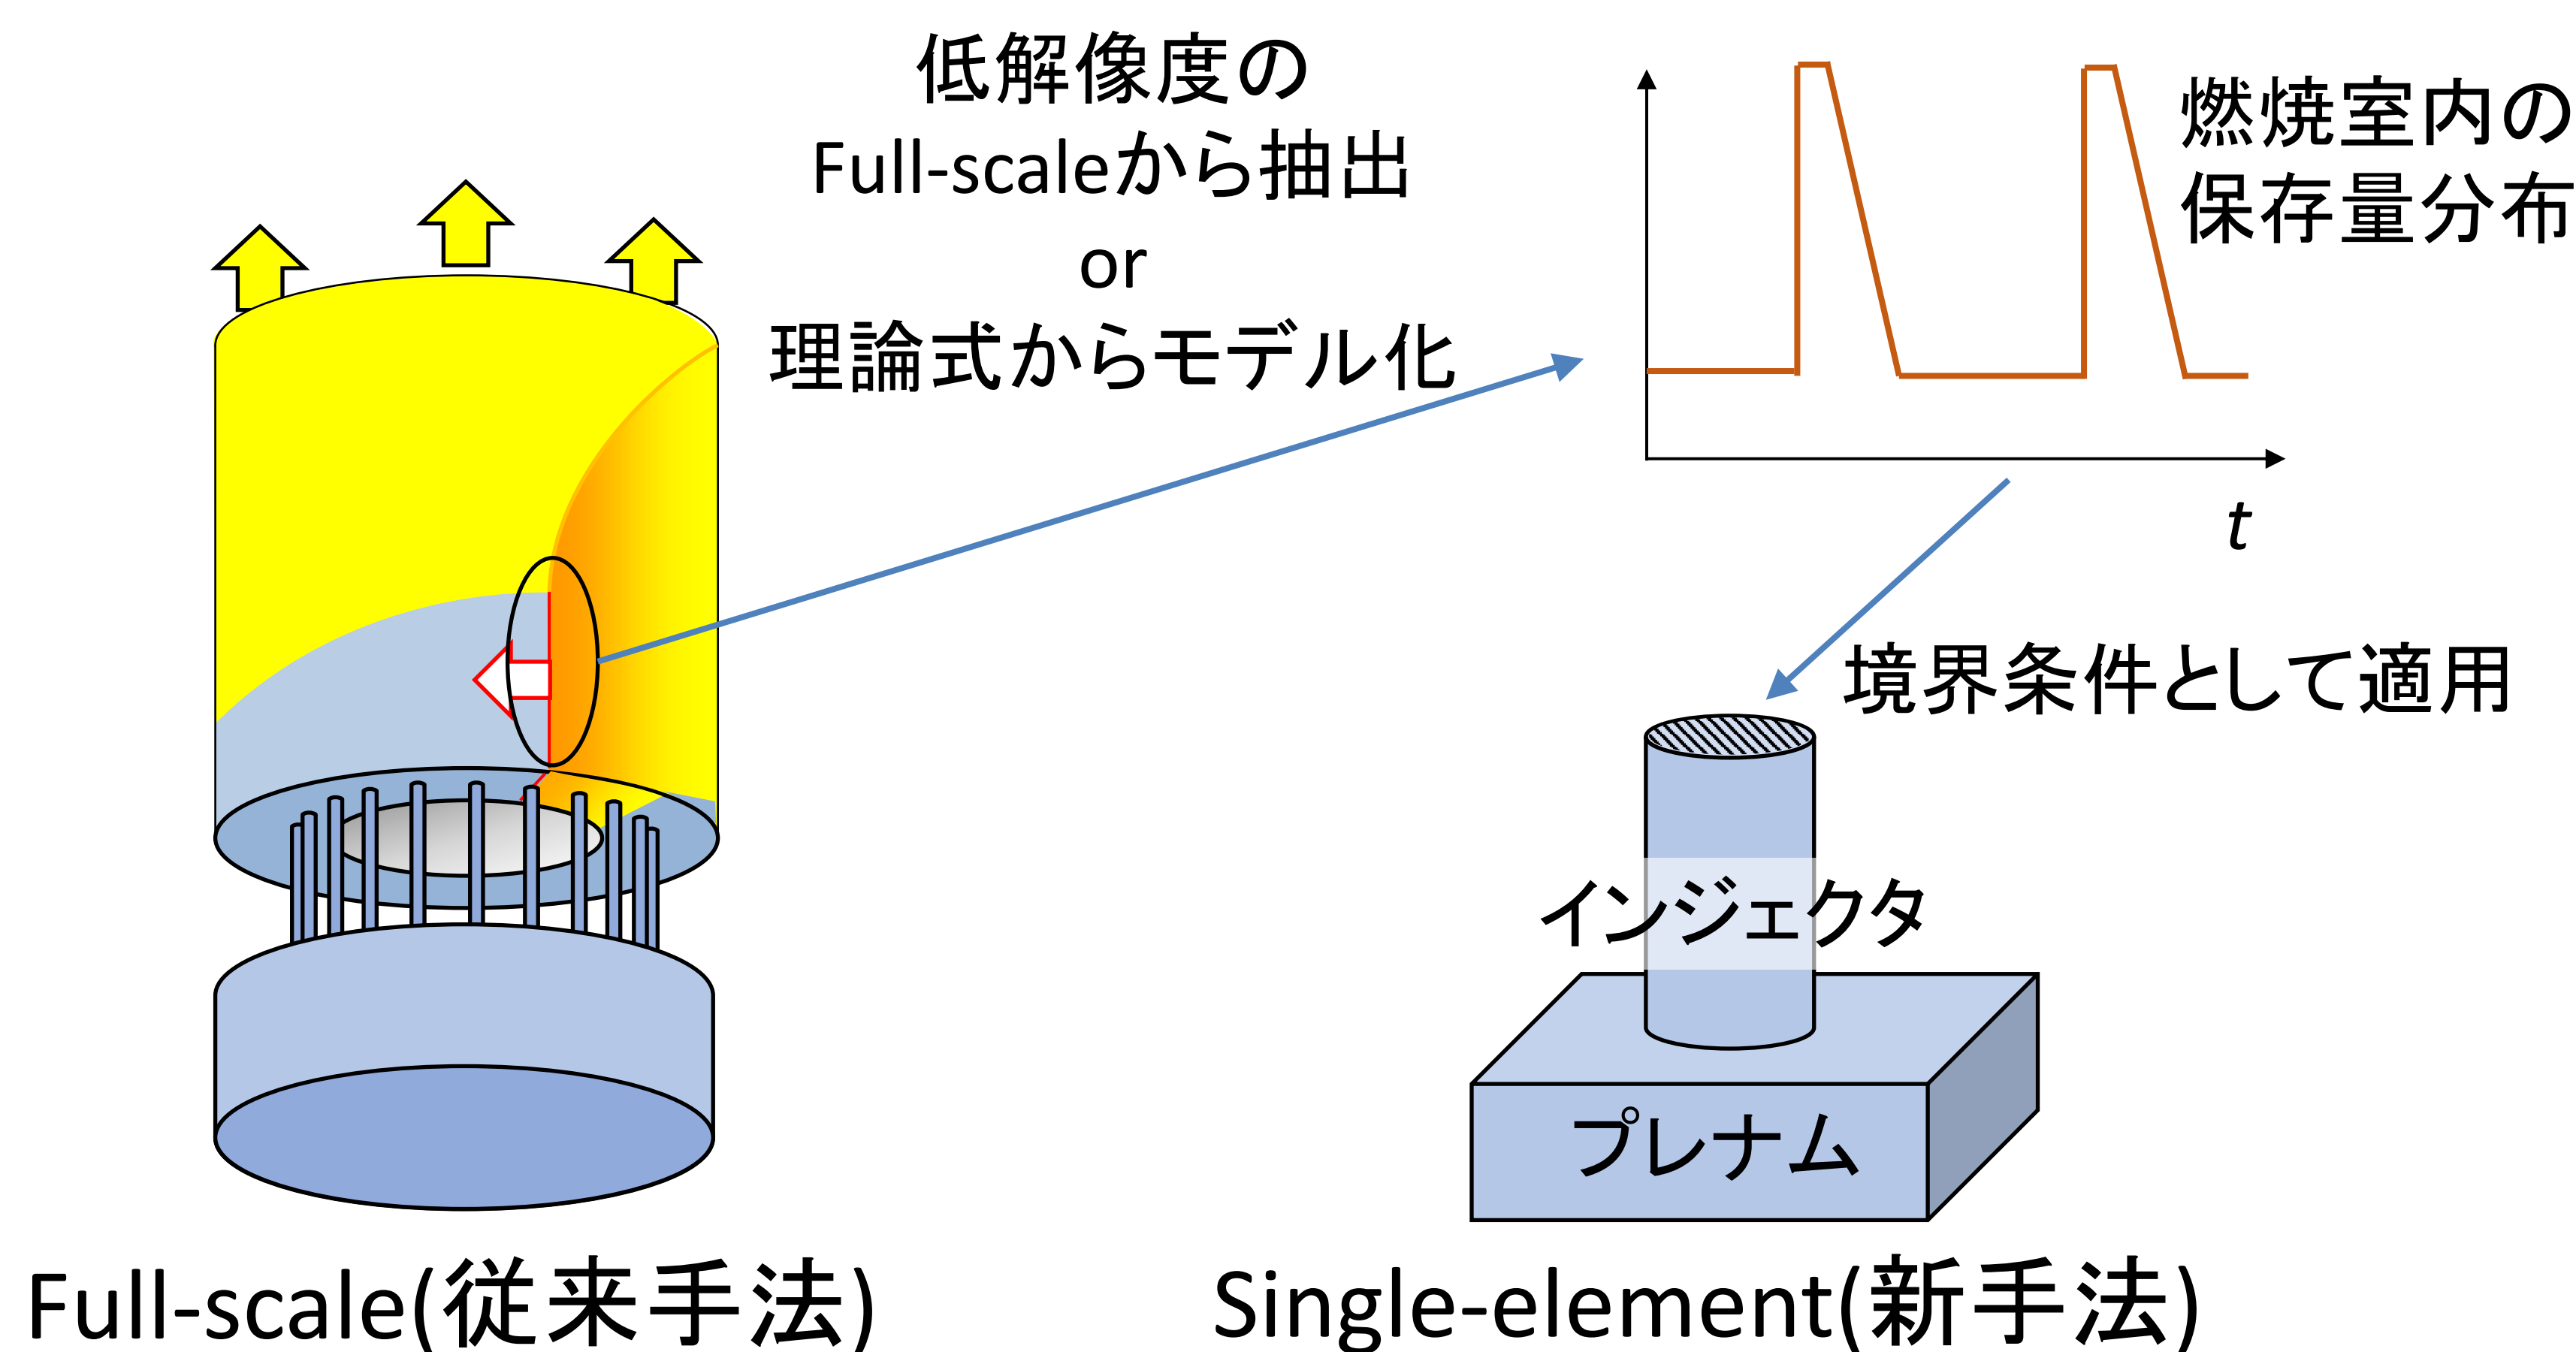 低解像度の
Full-scaleから抽出
or
理論式からモデル化
燃焼室内の
保存量分布
t
境界条件として適用
インジェクタ
プレナム
Full-scale(従来手法)
Single-element(新手法)